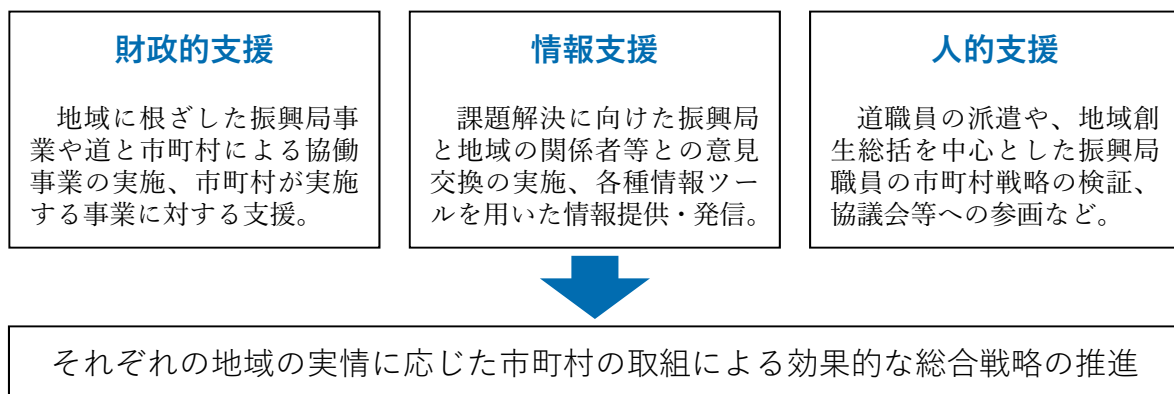 財政的支援
地域に根ざした振興局事
業や道と市町村による協働
事業の実施、市町村が実施
する事業に対する支援。
情報支援
課題解決に向けた振興局
と地域の関係者等との意見
交換の実施、各種情報ツー
ルを用いた情報提供・発信。
人的支援
道職員の派遣や、地域創
生総括を中心とした振興局
職員の市町村戦略の検証、
協議会等への参画など。
それぞれの地域の実情に応じた市町村の取組による効果的な総合戦略の推進